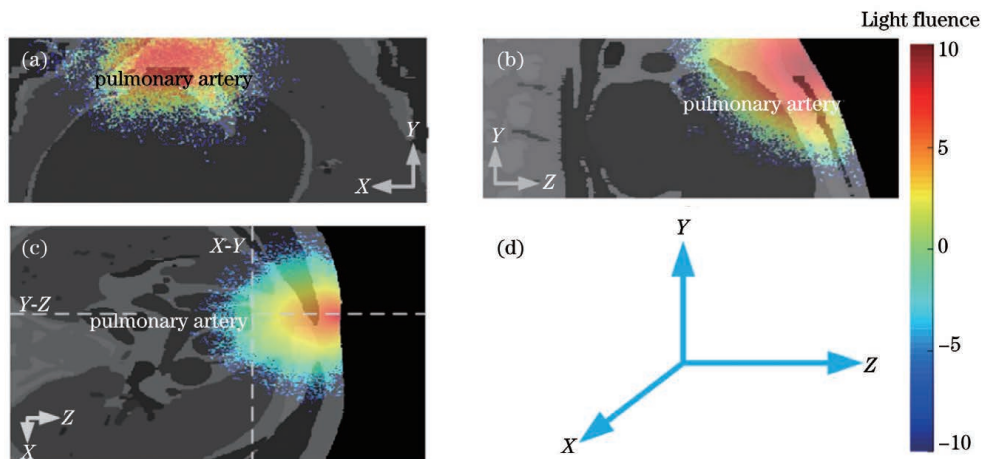 Light fluence
(a)
pulmonary artery
Y
X
(b)
pulmonary artery
Y
Z
10
5
0
−5
−10
(c)
X-Y
Y-Z
pulmonary artery
Z
X
(d)
Y
Z
X